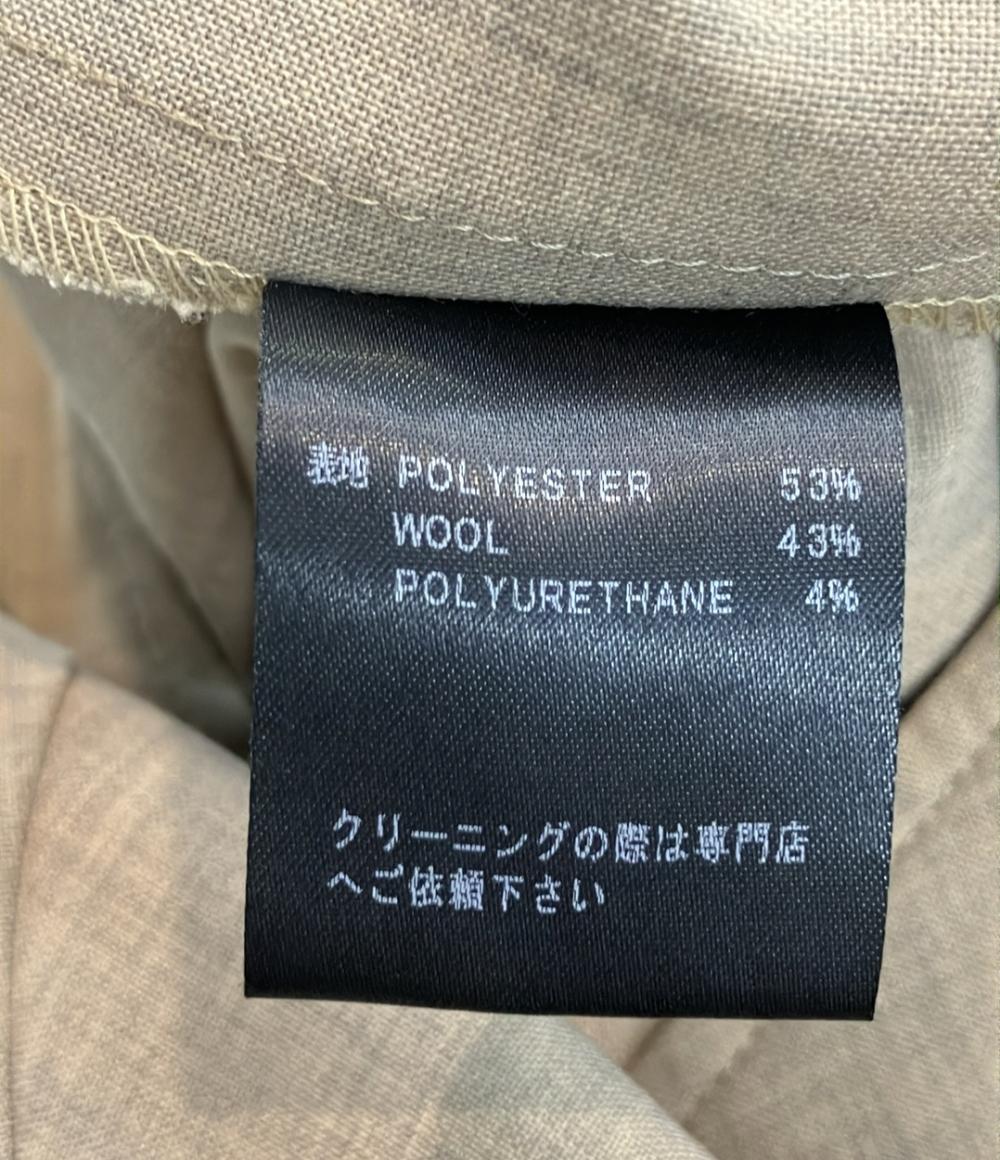 表地 POLYESTER 53%
WOOL 43%
POLYURETHANE 4%
クリーニングの際は専門店
へご依頼下さい